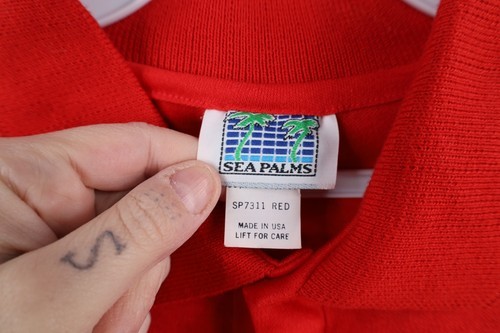 SEA PALMS
SP7311 RED
MADE IN USA
LIFT FOR CARE
S